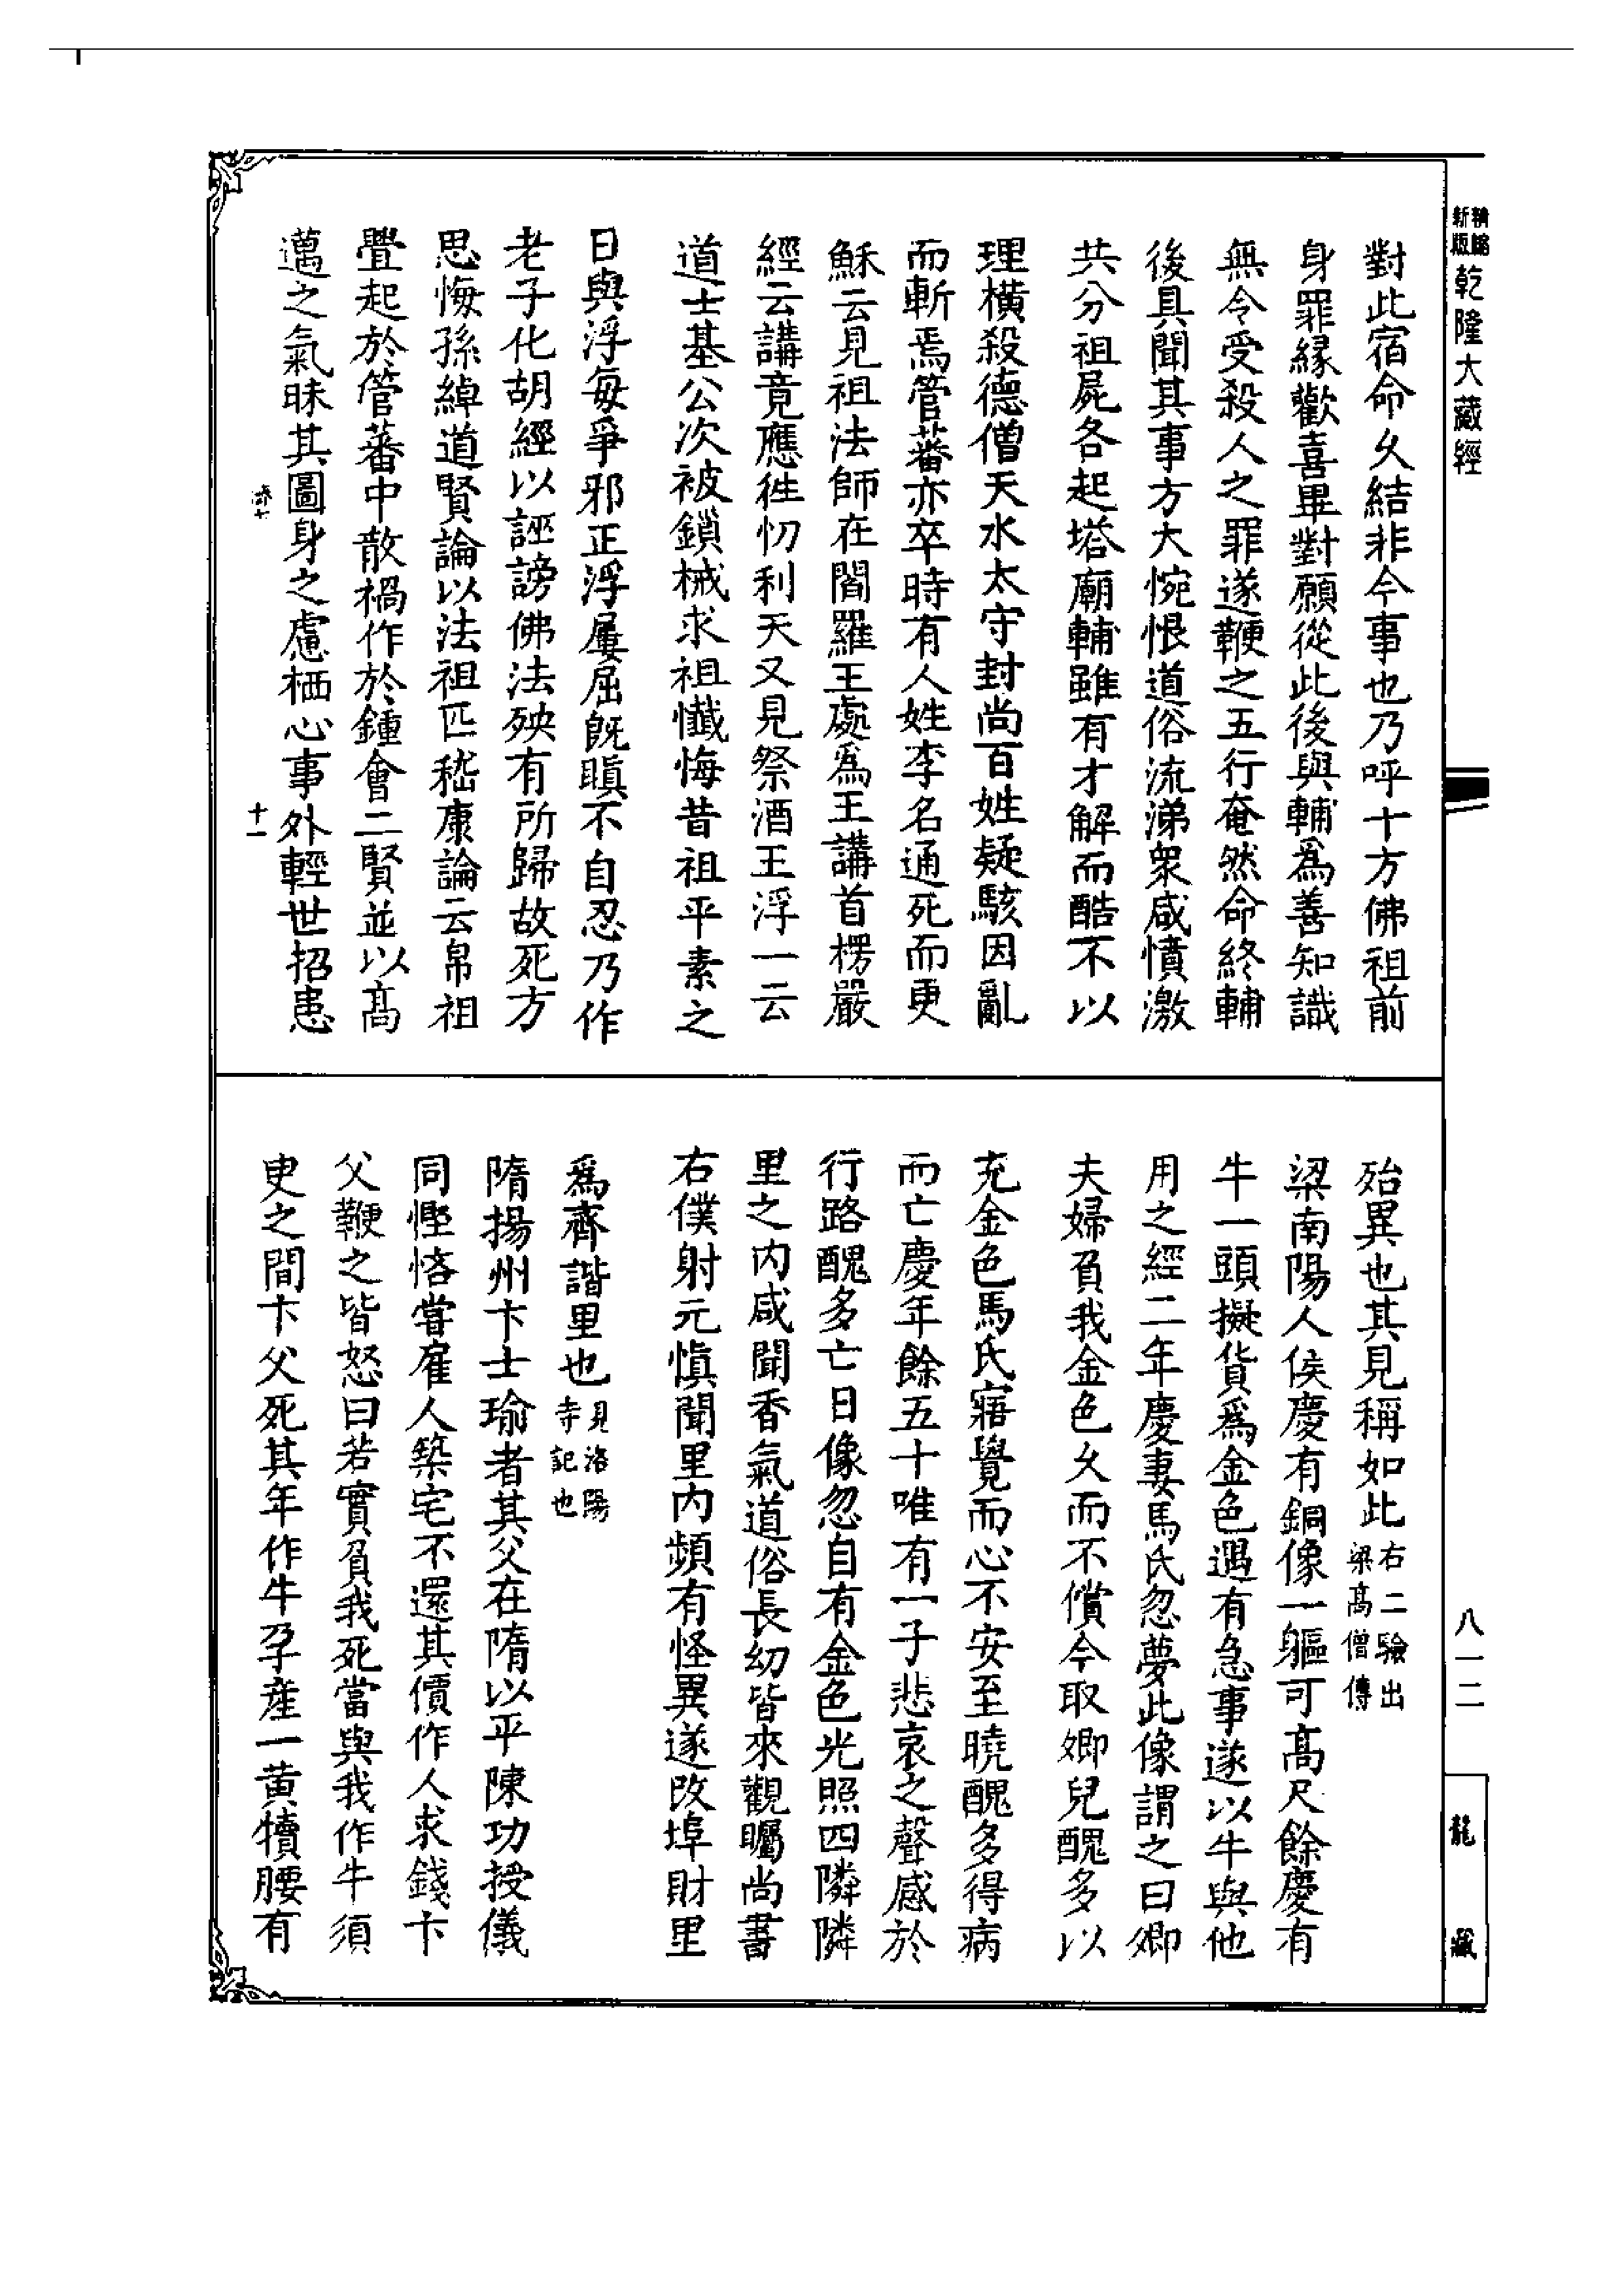 新版
精縮
乾隆大藏經
對此宿命久結非今事也乃呼十方佛祖前
身罪緣歡喜畢對願從此後與輔爲善知識
無令受殺人之罪遂鞭之五行奄然命終輔
後具聞其事方大惋恨道俗流涕衆咸憤激
共分祖屍各起塔廟輔雖有才解而酷不以
理橫殺德僧天水太守封尚百姓疑駭因亂
而斬焉管蕃亦卒時有人姓李名通死而更
穌云見祖法師在閻羅王處爲王講首楞嚴
經云講竟應徃忉利天又見祭酒王浮一云
道士基公次被鎖械求祖懺悔昔祖平素之
日與浮每爭邪正浮屢屈旣瞋不自忍乃作
老子化胡經以誣謗佛法殃有所歸故死方
思悔孫綽道賢論以法祖匹嵇康論云帛祖
舋起於管蕃中散禍作於鍾會二賢並以髙
邁之氣昧其圖身之慮栖心事外輕世招患
十一
殆異也其見稱如此
右二驗出
梁髙僧傳
梁南陽人侯慶有銅像一軀可髙尺餘慶有
牛一頭擬貨爲金色遇有急事遂以牛與他
用之經二年慶妻馬氏忽夢此像謂之曰卿
夫婦負我金色久而不償今取卿兒醜多以
充金色馬氏寤覺而心不安至曉醜多得病
而亡慶年餘五十唯有一子悲哀之聲感於
行路醜多亡日像忽自有金色光照四隣隣
里之内咸聞香氣道俗長幼皆來觀矚尚書
右僕射元愼聞里内頻有怪異遂改埠財里
爲齊諧里也
見洛陽
寺記也
隋揚州卞士瑜者其父在隋以平陳功授儀
同慳悋嘗雇人築宅不還其價作人求錢卞
父鞭之皆怒曰若實負我死當與我作牛須
㬰之間卞父死其年作牛孕產一黃犢腰有
八一二
龍藏